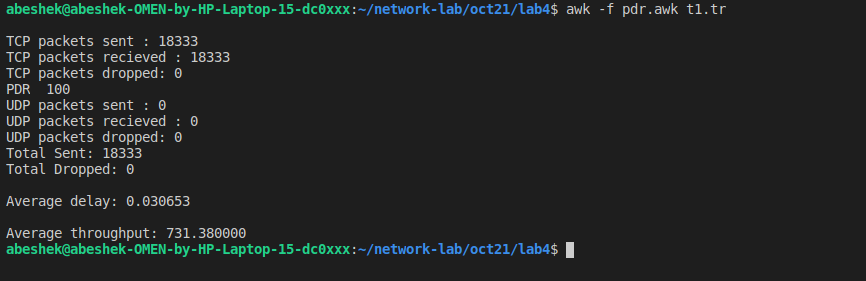 abeshek@abeshek-OMEN-by-HP-Laptop-15-dc0xxx:~/network-lab/oct21/lab4$ awk -f pdr.awk t1.tr
TCP packets sent : 18333
TCP packets recieved : 18333
TCP packets dropped: 0
PDR  100
UDP packets sent : 0
UDP packets recieved : 0
UDP packets dropped: 0
Total Sent: 18333
Total Dropped: 0
Average delay: 0.030653
Average throughput: 731.380000
abeshek@abeshek-OMEN-by-HP-Laptop-15-dc0xxx:~/network-lab/oct21/lab4$